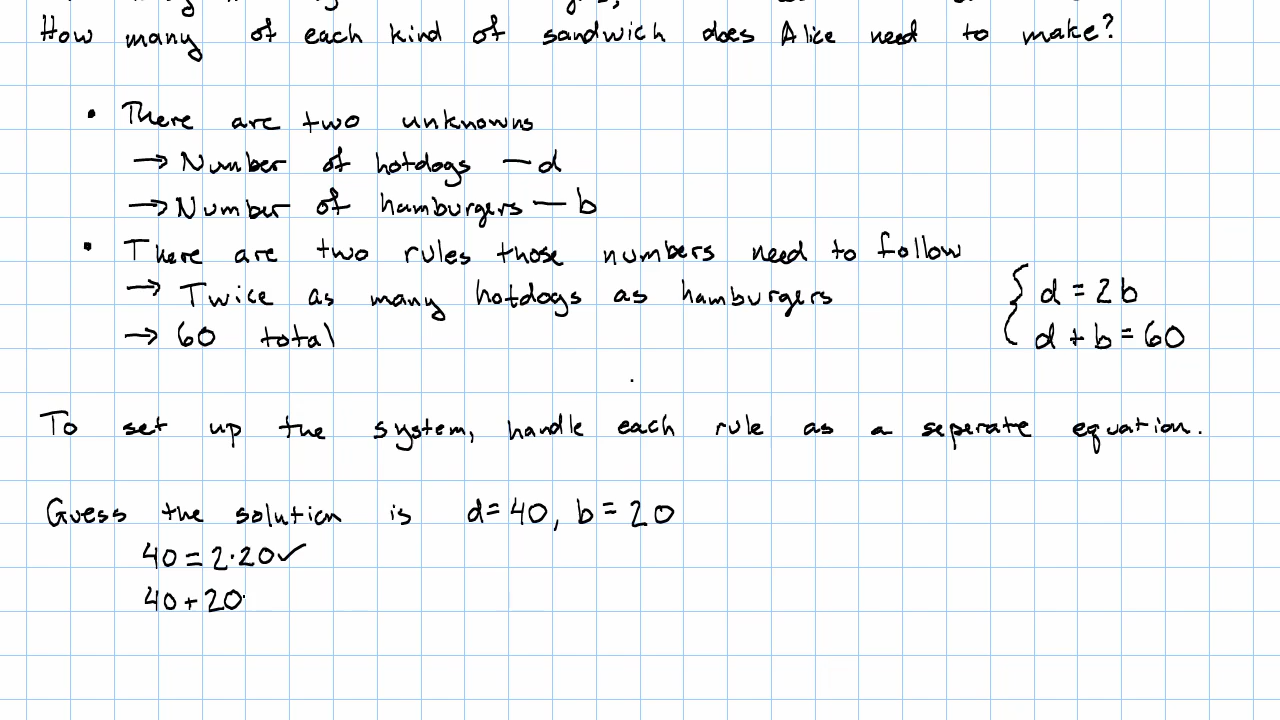 How many of each kind of sandwich does Alice need to make?
• There are two unknowns
→ Number of hotdogs — d
→ Number of hamburgers — b
• There are two rules those numbers need to follow
→ Twice as many hotdogs as hamburgers
→ 60 total
{ d = 2b
d + b = 60
To set up the system, handle each rule as a seperate equation.
Guess the solution is d = 40, b = 20
40 = 2·20 ✓
40 + 20